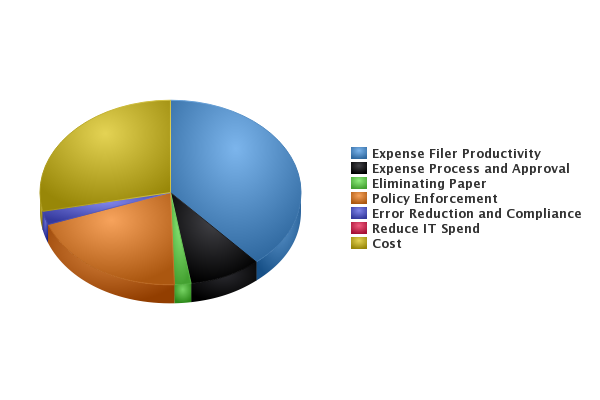 Expense Filer Productivity
Expense Process and Approval
Eliminating Paper
Policy Enforcement
Error Reduction and Compliance
Reduce IT Spend
Cost